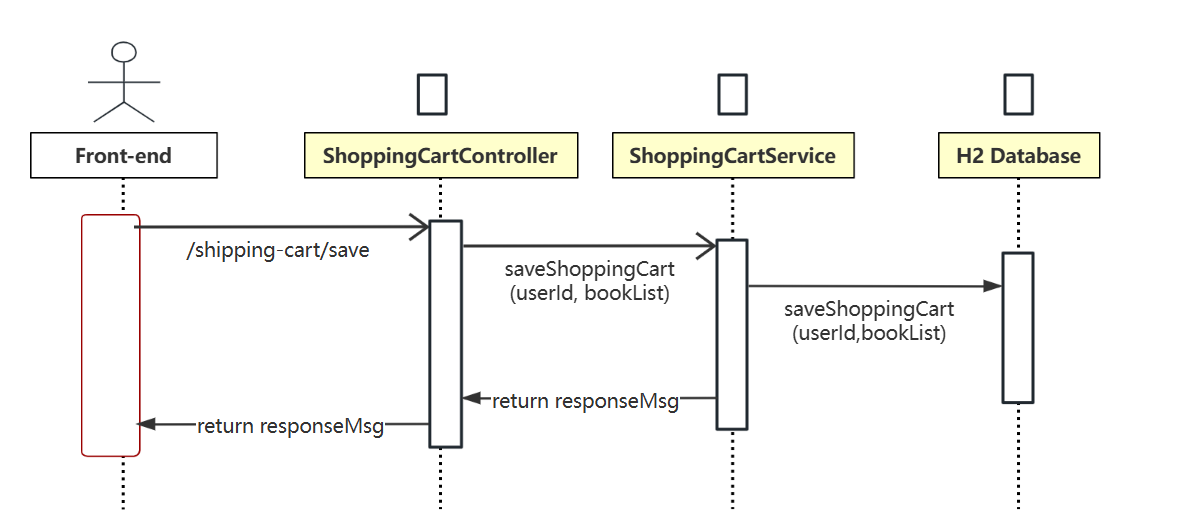 Front-end
ShoppingCartController
ShoppingCartService
H2 Database
/shipping-cart/save
saveShoppingCart
(userId, bookList)
saveShoppingCart
(userId,bookList)
return responseMsg
return responseMsg